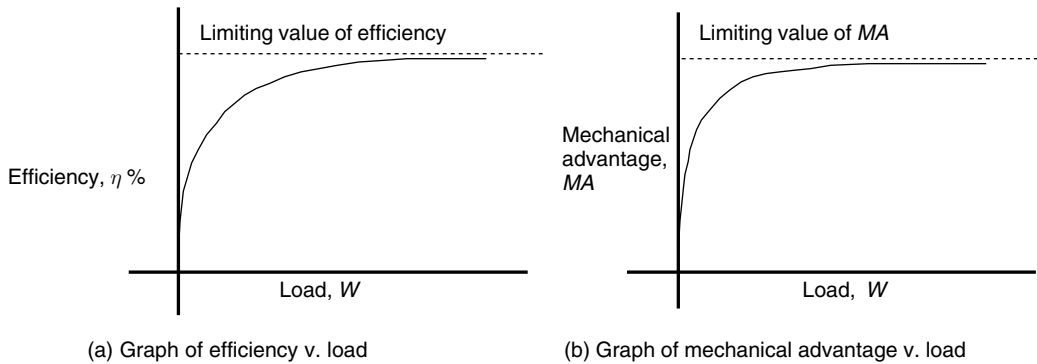 Limiting value of efficiency
Efficiency, η %
Load, W
(a) Graph of efficiency v. load
Limiting value of MA
Mechanical
advantage,
MA
Load, W
(b) Graph of mechanical advantage v. load